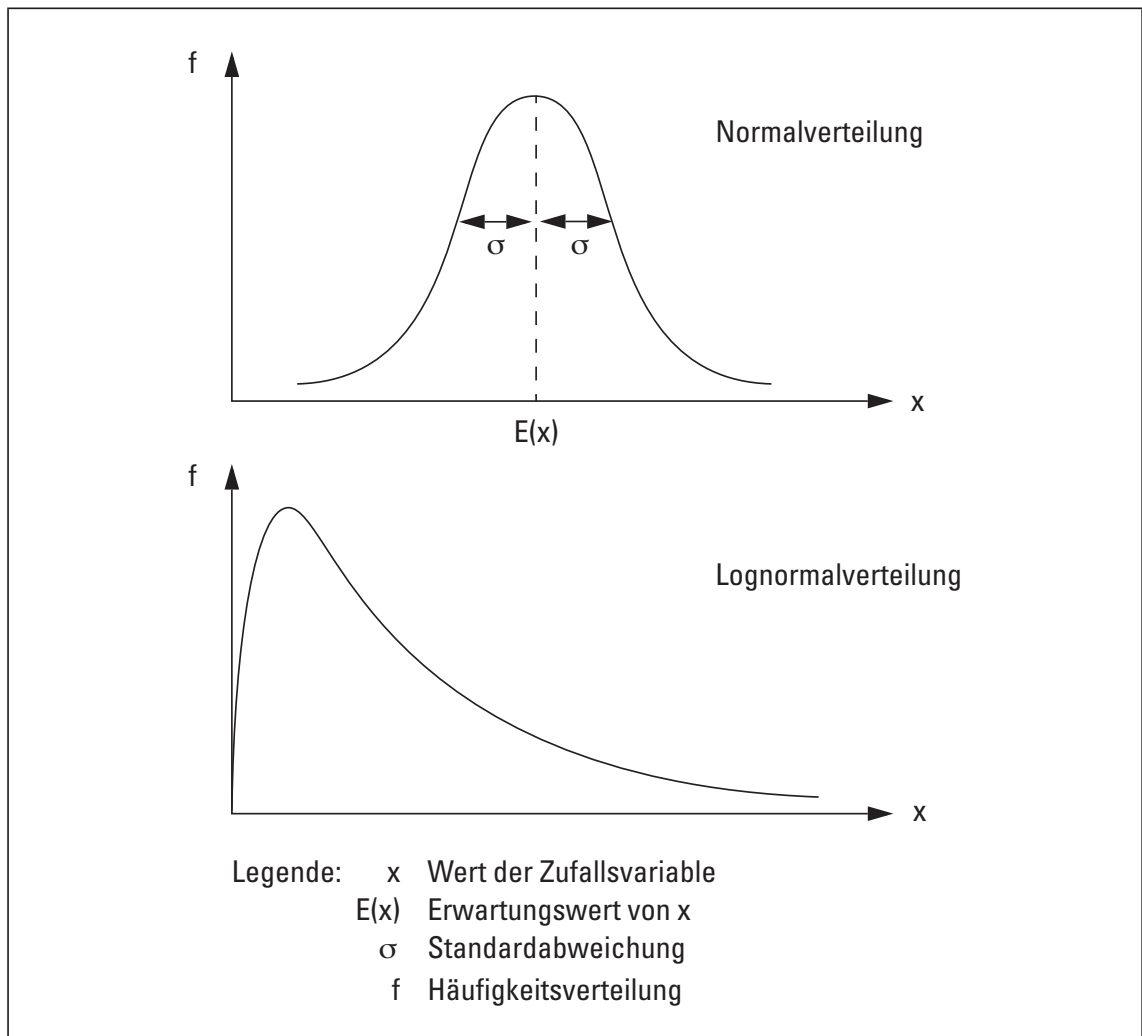 f
Normalverteilung
σ σ
x
E(x)
f
Lognormalverteilung
x
Legende: x Wert der Zufallsvariable
E(x) Erwartungswert von x
σ Standardabweichung
f Häufigkeitsverteilung